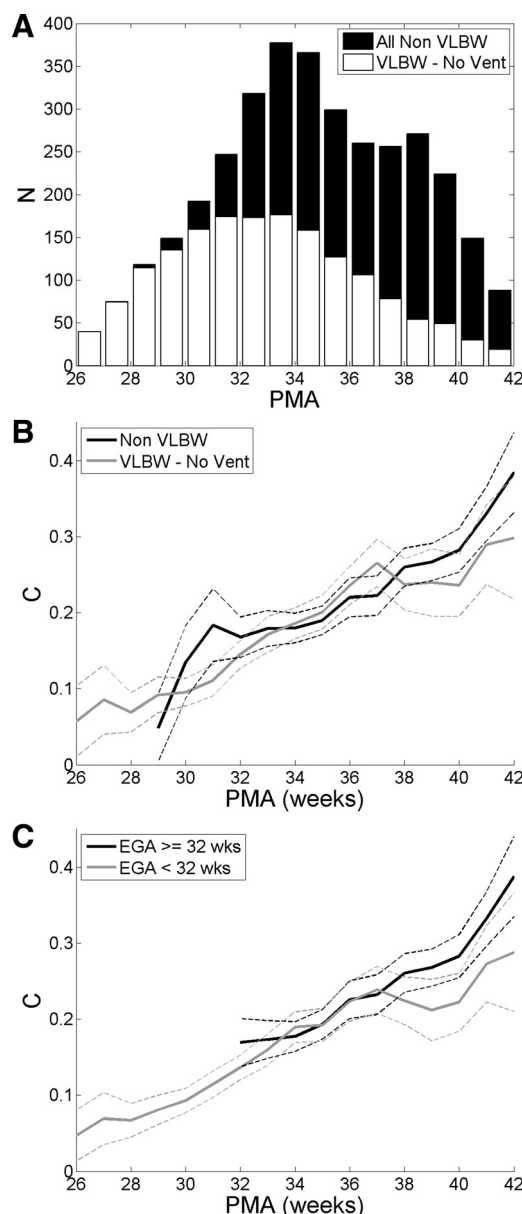 A
400
350
300
250
200
150
100
50
0
N
All Non VLBW
VLBW - No Vent
26 28 30 32 34 36 38 40 42
PMA
B
Non VLBW
VLBW - No Vent
0.4
0.3
0.2
0.1
0
C
26 28 30 32 34 36 38 40 42
PMA (weeks)
C
EGA >= 32 wks
EGA < 32 wks
0.4
0.3
0.2
0.1
0
C
26 28 30 32 34 36 38 40 42
PMA (weeks)